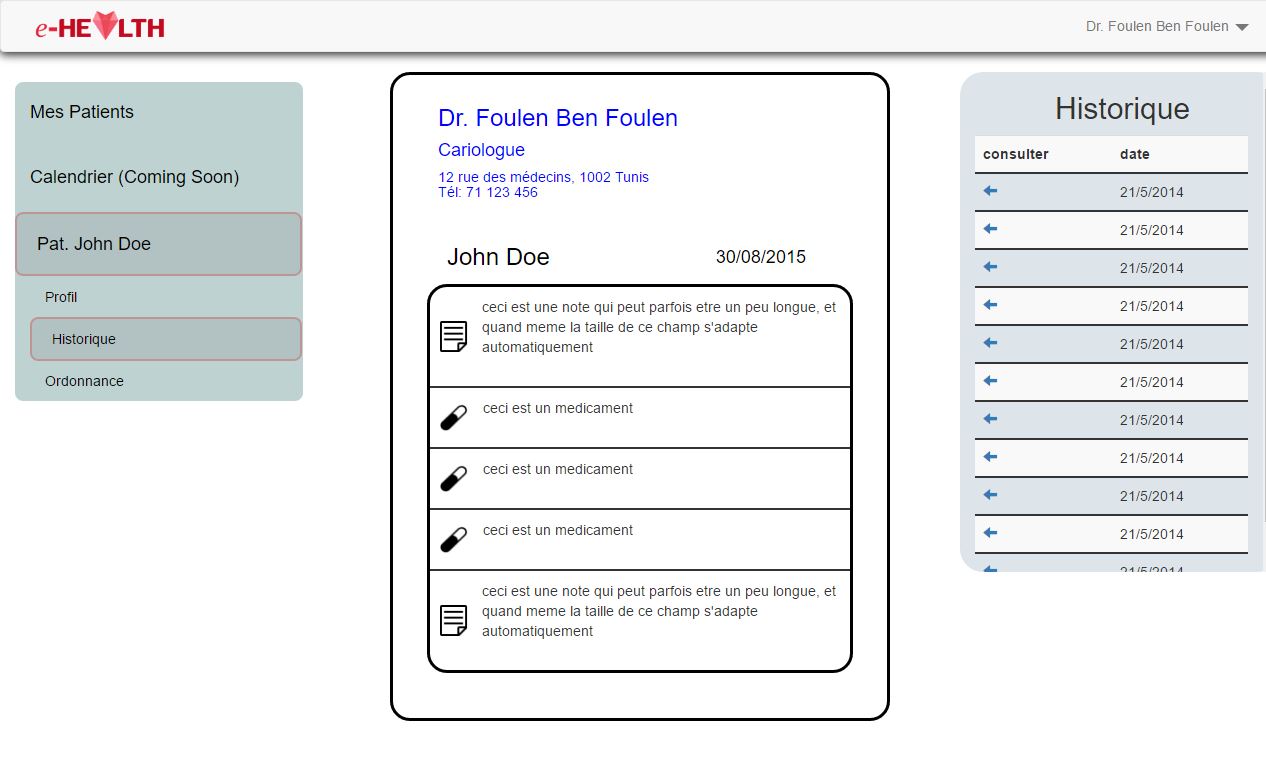 e-HEALTH
Dr. Foulen Ben Foulen
Mes Patients
Calendrier (Coming Soon)
Pat. John Doe
Profil
Historique
Ordonnance
Dr. Foulen Ben Foulen
Cariologue
12 rue des médecins, 1002 Tunis
Tél: 71 123 456
John Doe 30/08/2015
ceci est une note qui peut parfois etre un peu longue, et
quand meme la taille de ce champ s'adapte
automatiquement
ceci est un medicament
ceci est un medicament
ceci est un medicament
ceci est une note qui peut parfois etre un peu longue, et
quand meme la taille de ce champ s'adapte
automatiquement
Historique
consulter date
21/5/2014
21/5/2014
21/5/2014
21/5/2014
21/5/2014
21/5/2014
21/5/2014
21/5/2014
21/5/2014
21/5/2014
21/5/2014